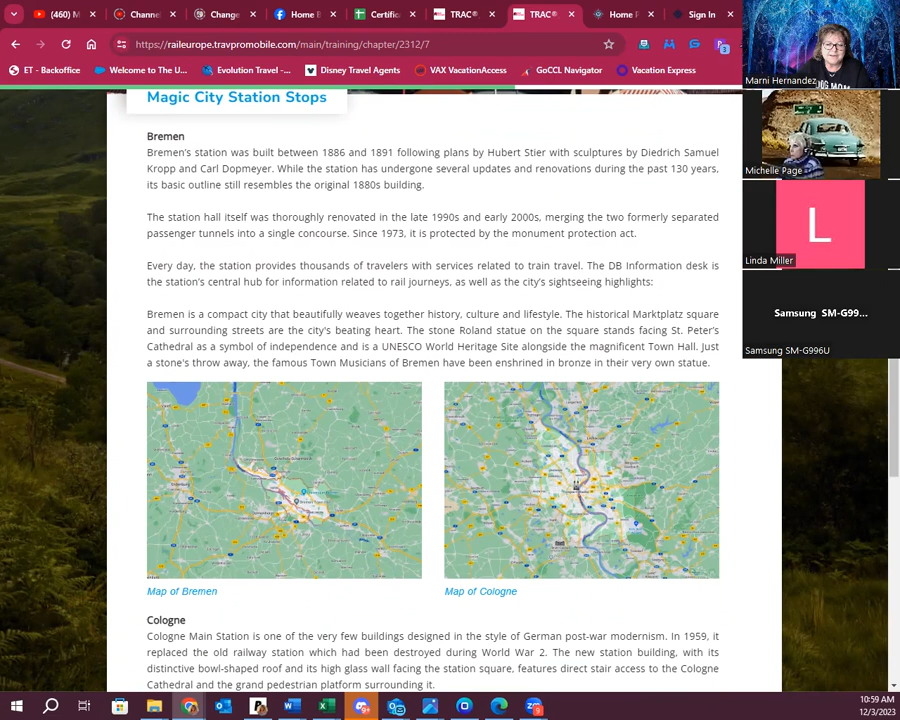 (460) M
Channel
Change
Home B
Certifica
TRAC®
TRAC®
Home P
Sign In
https://raileurope.travpromobile.com/main/training/chapter/2312/7
3
ET - Backoffice
Welcome to The U...
Evolution Travel -...
Disney Travel Agents
VAX VacationAccess
GoCCL Navigator
Vacation Express
Marni Hernandez
DOG MOM
Michelle Page
L
Linda Miller
Samsung SM-G99...
Samsung SM-G996U
Magic City Station Stops
Bremen
Bremen's station was built between 1886 and 1891 following plans by Hubert Stier with sculptures by Diedrich Samuel
Kropp and Carl Dopmeyer. While the station has undergone several updates and renovations during the past 130 years,
its basic outline still resembles the original 1880s building.
The station hall itself was thoroughly renovated in the late 1990s and early 2000s, merging the two formerly separated
passenger tunnels into a single concourse. Since 1973, it is protected by the monument protection act.
Every day, the station provides thousands of travelers with services related to train travel. The DB Information desk is
the station's central hub for information related to rail journeys, as well as the city's sightseeing highlights:
Bremen is a compact city that beautifully weaves together history, culture and lifestyle. The historical Marktplatz square
and surrounding streets are the city's beating heart. The stone Roland statue on the square stands facing St. Peter's
Cathedral as a symbol of independence and is a UNESCO World Heritage Site alongside the magnificent Town Hall. Just
a stone's throw away, the famous Town Musicians of Bremen have been enshrined in bronze in their very own statue.
Map of Bremen
Map of Cologne
Cologne
Cologne Main Station is one of the very few buildings designed in the style of German post-war modernism. In 1959, it
replaced the old railway station which had been destroyed during World War 2. The new station building, with its
distinctive bowl-shaped roof and its high glass wall facing the station square, features direct stair access to the Cologne
Cathedral and the grand pedestrian platform surrounding it.
10:59 AM
12/3/2023